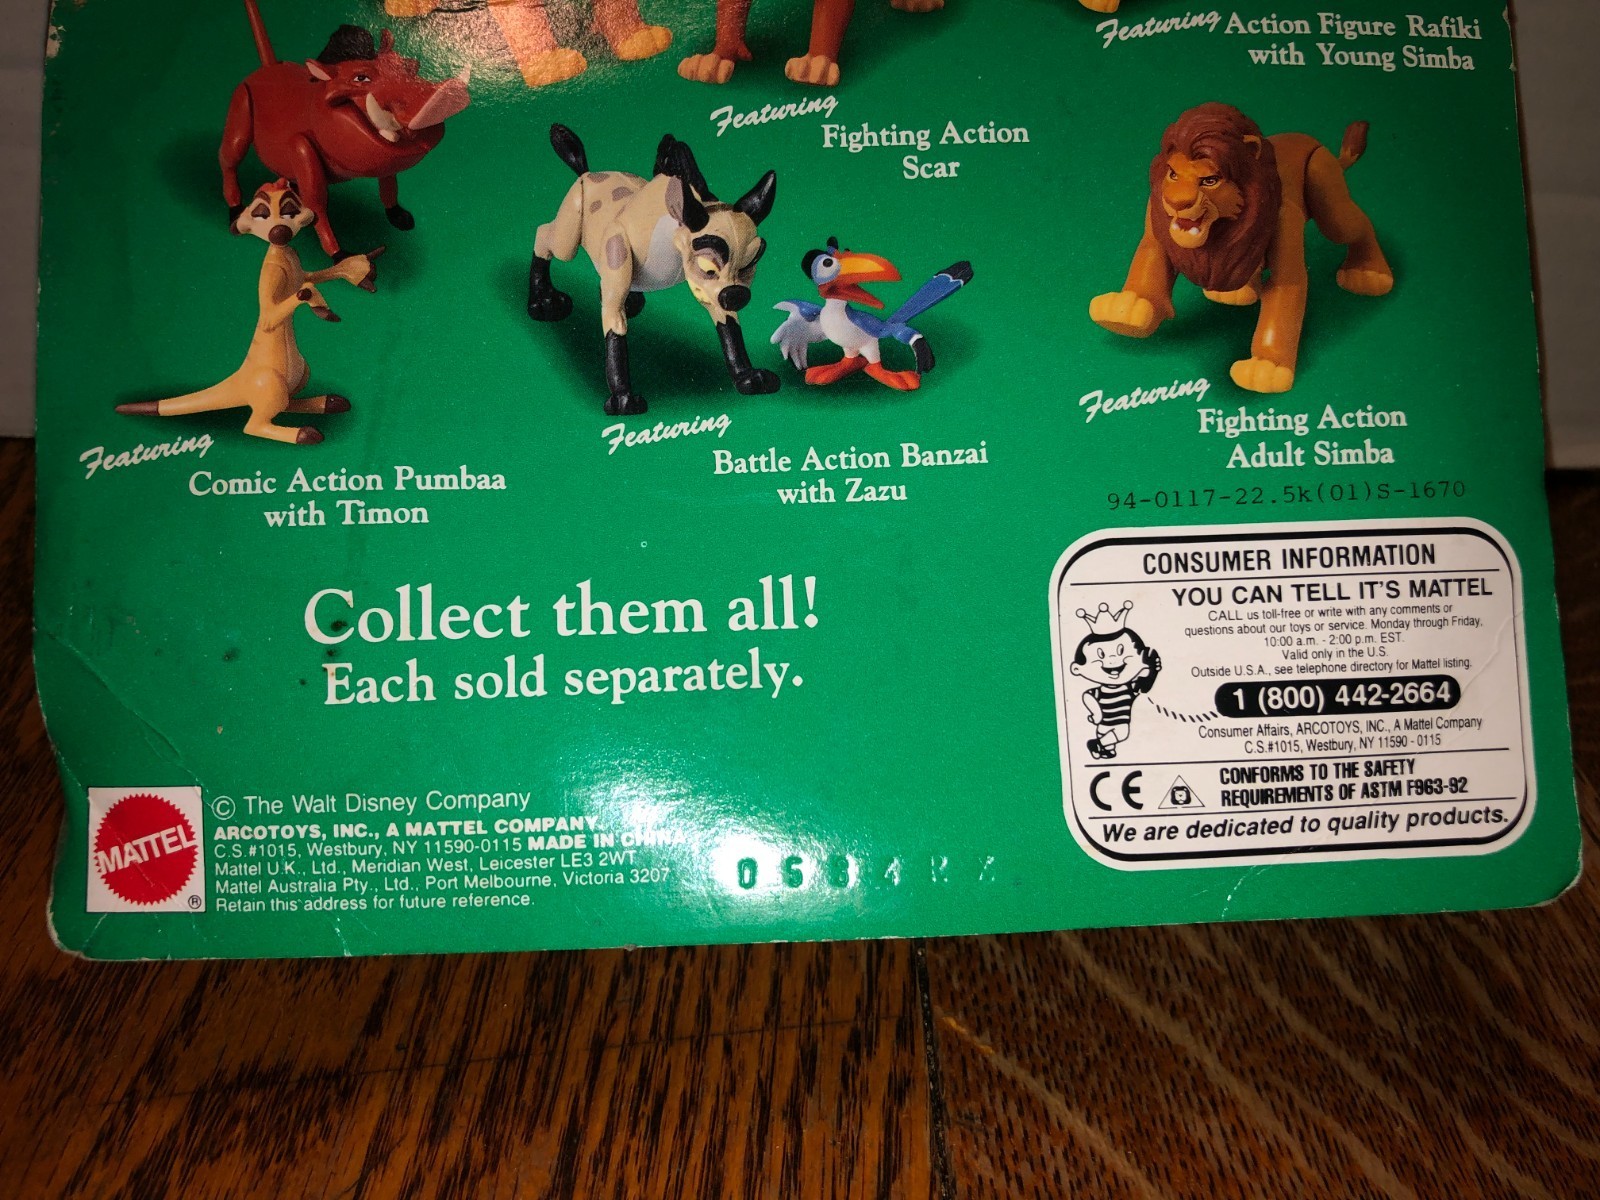 Featuring Action Figure Rafiki
with Young Simba
Featuring
Fighting Action
Scar
Featuring
Comic Action Pumbaa
with Timon
Featuring
Battle Action Banzai
with Zazu
Featuring
Fighting Action
Adult Simba
94-0117-22.5k(01)S-1670
Collect them all!
Each sold separately.
CONSUMER INFORMATION
YOU CAN TELL IT'S MATTEL
CALL us toll-free or write with any comments or
questions about our toys or service. Monday through Friday,
10:00 a.m. - 2:00 p.m. EST.
Valid only in the U.S.
Outside U.S.A., see telephone directory for Mattel listing.
1 (800) 442-2664
Consumer Affairs, ARCOTOYS, INC., A Mattel Company
C.S.#1015, Westbury, NY 11590-0115
CE
CONFORMS TO THE SAFETY
REQUIREMENTS OF ASTM F963-92
We are dedicated to quality products.
MATTEL ®
© The Walt Disney Company
ARCOTOYS, INC., A MATTEL COMPANY.
C.S.#1015, Westbury, NY 11590-0115 MADE IN CHINA
Mattel U.K., Ltd., Meridian West, Leicester LE3 2WT
Mattel Australia Pty., Ltd., Port Melbourne, Victoria 3207
Retain this address for future reference.